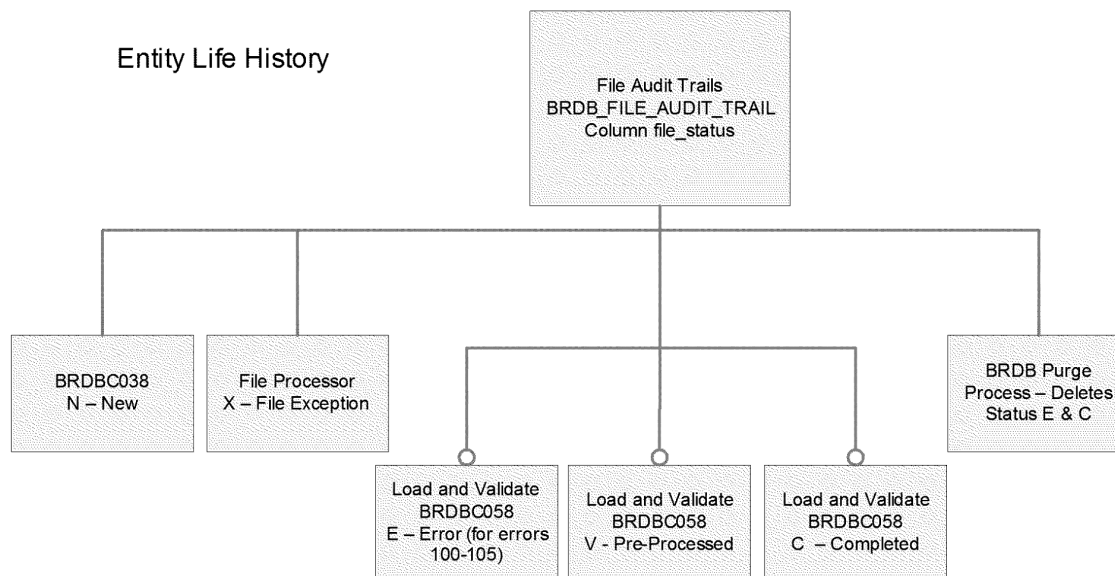 Entity Life History
File Audit Trails
BRDB_FILE_AUDIT_TRAIL
Column file_status
BRDBC038
N – New
File Processor
X – File Exception
BRDB Purge
Process – Deletes
Status E & C
Load and Validate
BRDBC058
E – Error (for errors
100-105)
Load and Validate
BRDBC058
V - Pre-Processed
Load and Validate
BRDBC058
C – Completed